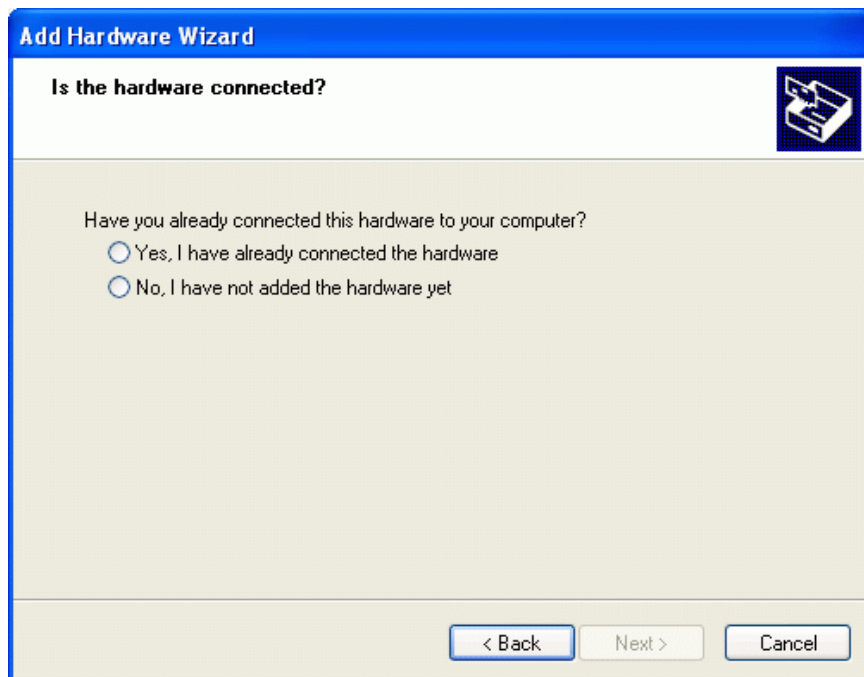 Add Hardware Wizard
Is the hardware connected?
Have you already connected this hardware to your computer?
Yes, I have already connected the hardware
No, I have not added the hardware yet
< Back
Next >
Cancel